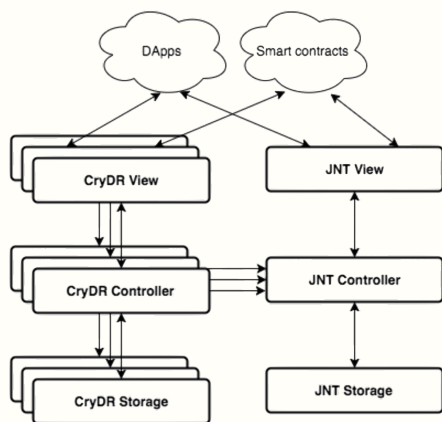 DApps
Smart contracts
CryDR View
JNT View
CryDR Controller
JNT Controller
CryDR Storage
JNT Storage